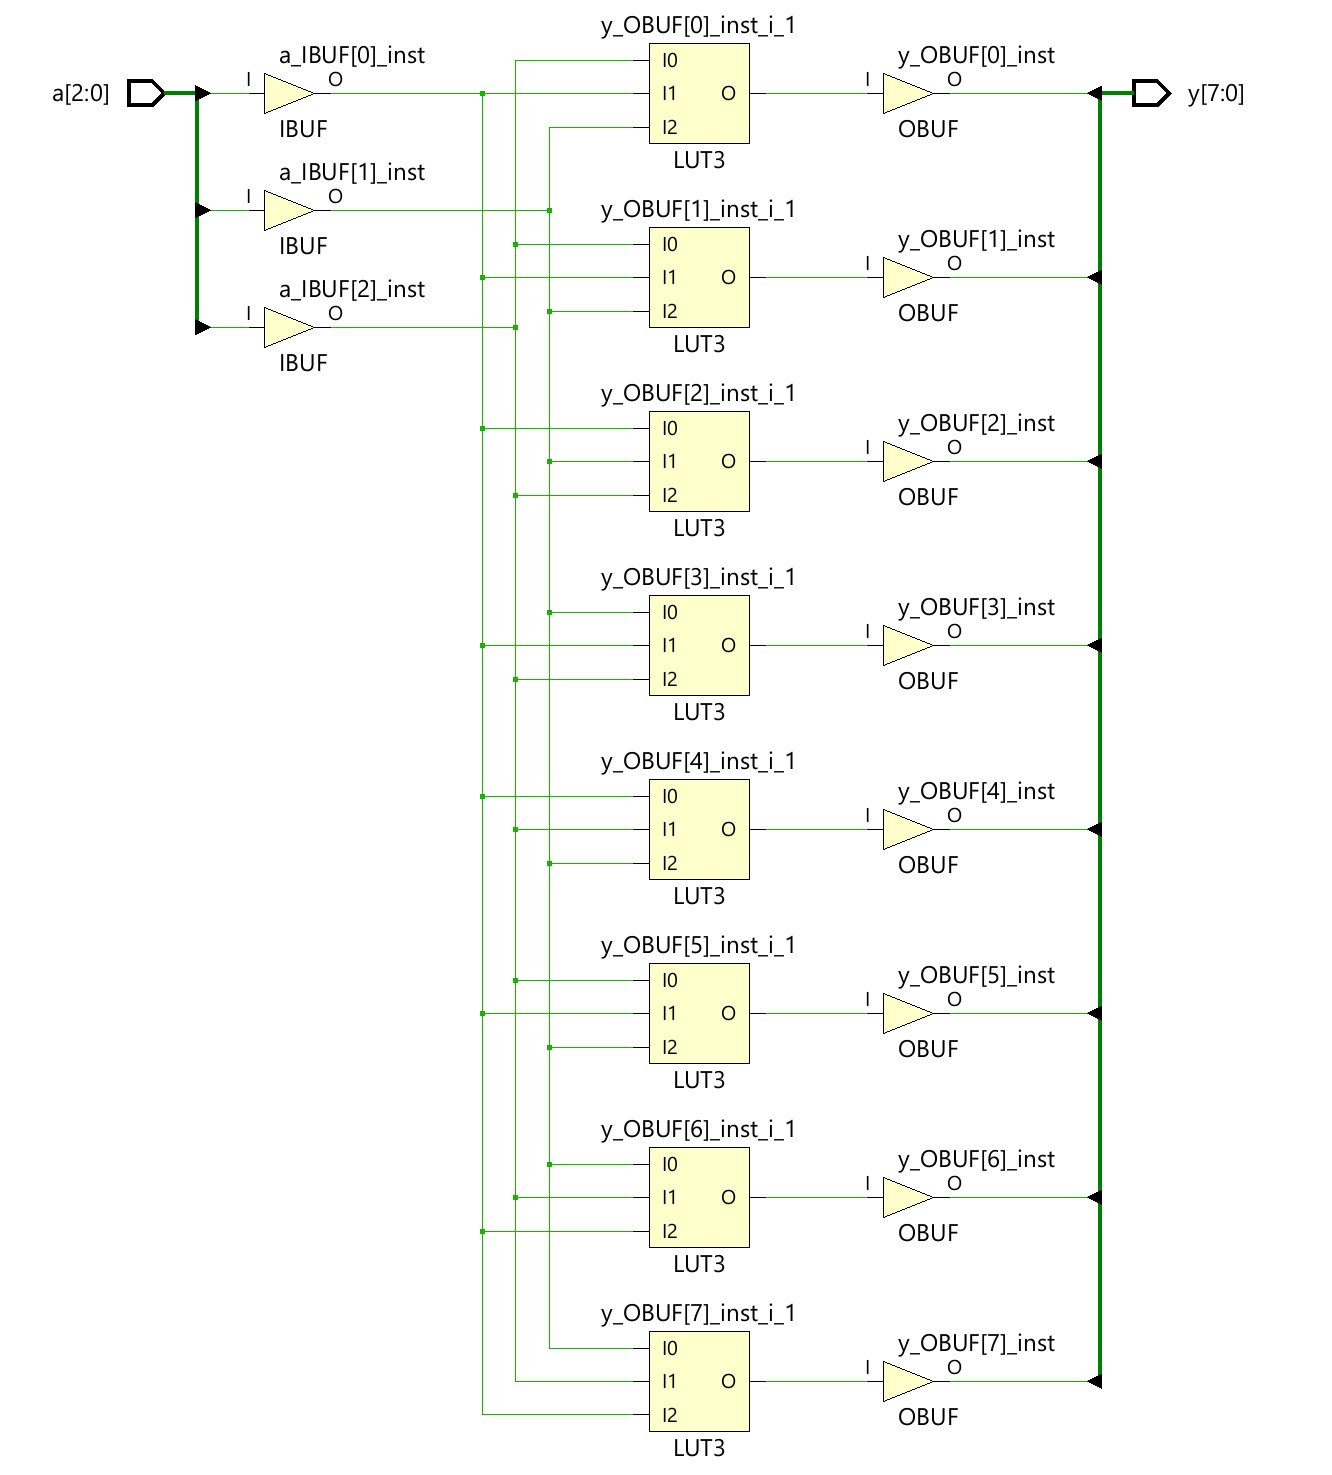 y_OBUF[0]_inst_i_1
a_IBUF[0]_inst
y_OBUF[0]_inst
I0
I O
I O
a[2:0]
I1 O
y[7:0]
I2
IBUF
OBUF
LUT3
a_IBUF[1]_inst
I O
y_OBUF[1]_inst_i_1
y_OBUF[1]_inst
I0
IBUF
I O
I1 O
a_IBUF[2]_inst
I2
I O
OBUF
LUT3
IBUF
y_OBUF[2]_inst_i_1
y_OBUF[2]_inst
I0
I O
I1 O
I2
OBUF
LUT3
y_OBUF[3]_inst_i_1
y_OBUF[3]_inst
I0
I O
I1 O
I2
OBUF
LUT3
y_OBUF[4]_inst_i_1
y_OBUF[4]_inst
I0
I O
I1 O
I2
OBUF
LUT3
y_OBUF[5]_inst_i_1
y_OBUF[5]_inst
I0
I O
I1 O
I2
OBUF
LUT3
y_OBUF[6]_inst_i_1
y_OBUF[6]_inst
I0
I O
I1 O
I2
OBUF
LUT3
y_OBUF[7]_inst_i_1
y_OBUF[7]_inst
I0
I O
I1 O
I2
OBUF
LUT3